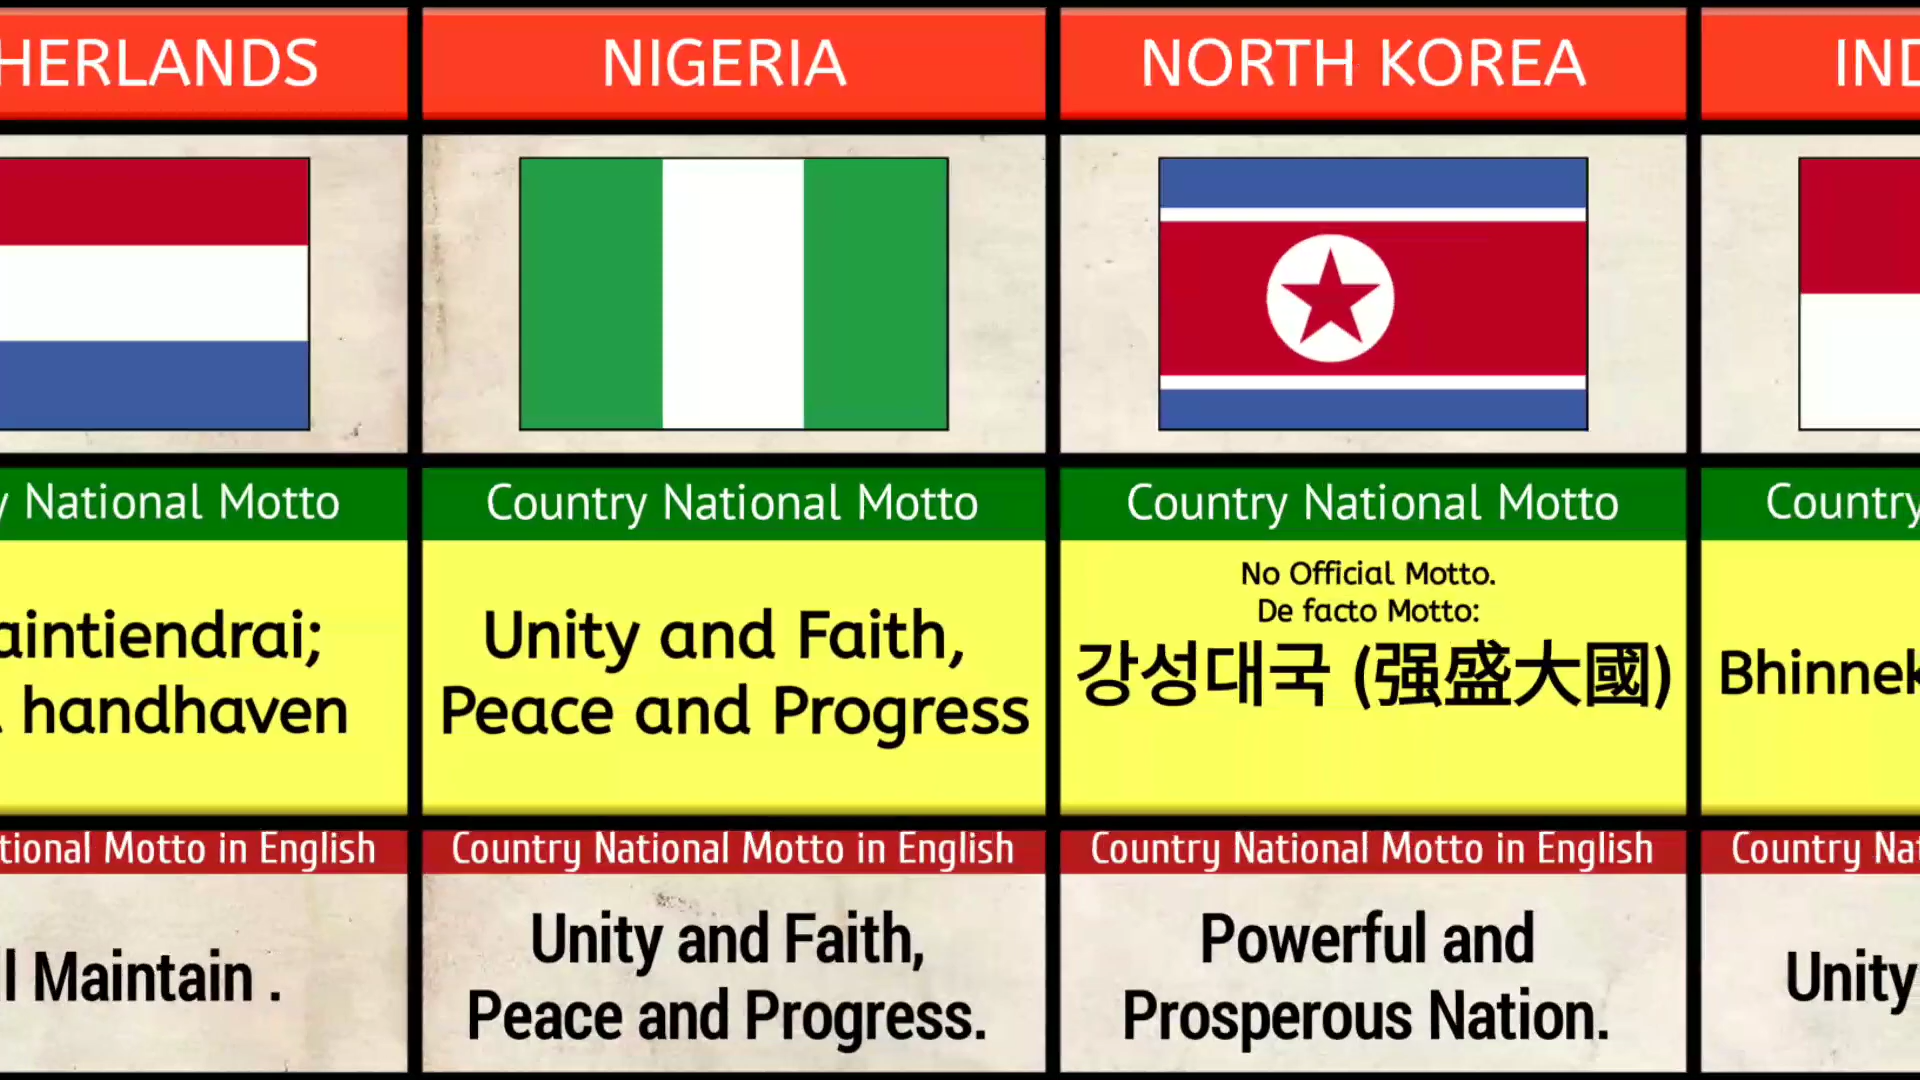 HERLANDS
NIGERIA
NORTH KOREA
IND
y National Motto
Country National Motto
Country National Motto
Country
aintiendrai;
handhaven
Unity and Faith,
Peace and Progress
No Official Motto.
De facto Motto:
강성대국 (强盛大國)
Bhinnek
tional Motto in English
Country National Motto in English
Country National Motto in English
Country Nat
l Maintain .
Unity and Faith,
Peace and Progress.
Powerful and
Prosperous Nation.
Unity